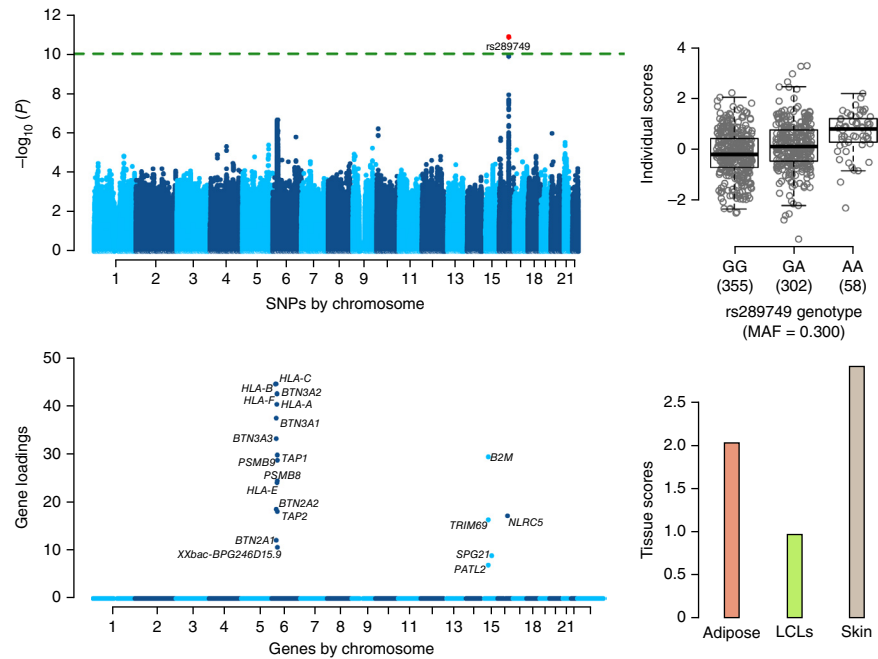 12
10
8
6
4
2
0
–log10 (P)
rs289749
1 2 3 4 5 6 7 8 9 11 13 15 18 21
SNPs by chromosome
4
2
0
−2
Individual scores
GG GA AA
(355) (302) (58)
rs289749 genotype
(MAF = 0.300)
50
40
30
20
10
0
Gene loadings
HLA-C
HLA-B
BTN3A2
HLA-F
HLA-A
BTN3A1
BTN3A3
TAP1
PSMB9
PSMB8
HLA-E
BTN2A2
TAP2
BTN2A1
XXbac-BPG246D15.9
B2M
TRIM69
NLRC5
SPG21
PATL2
1 2 3 4 5 6 7 8 9 11 13 15 18 21
Genes by chromosome
2.5
2.0
1.5
1.0
0.5
0
Tissue scores
Adipose LCLs Skin